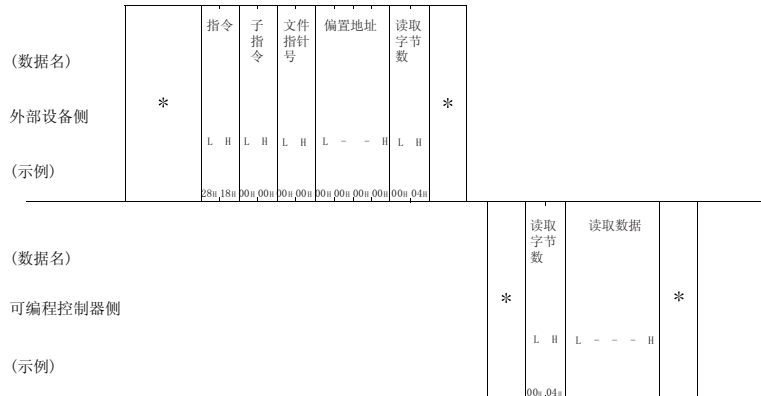 指令 子指令 文件指针号 偏置地址 读取字节数
(数据名)
* *
外部设备侧
L H L H L H L - - H L H
(示例)
28H 18H 00H 00H 00H 00H 00H 00H 00H 00H 00H 04H
读取字节数 读取数据
(数据名)
* *
可编程控制器侧
L H L - - - H
(示例)
00H 04H